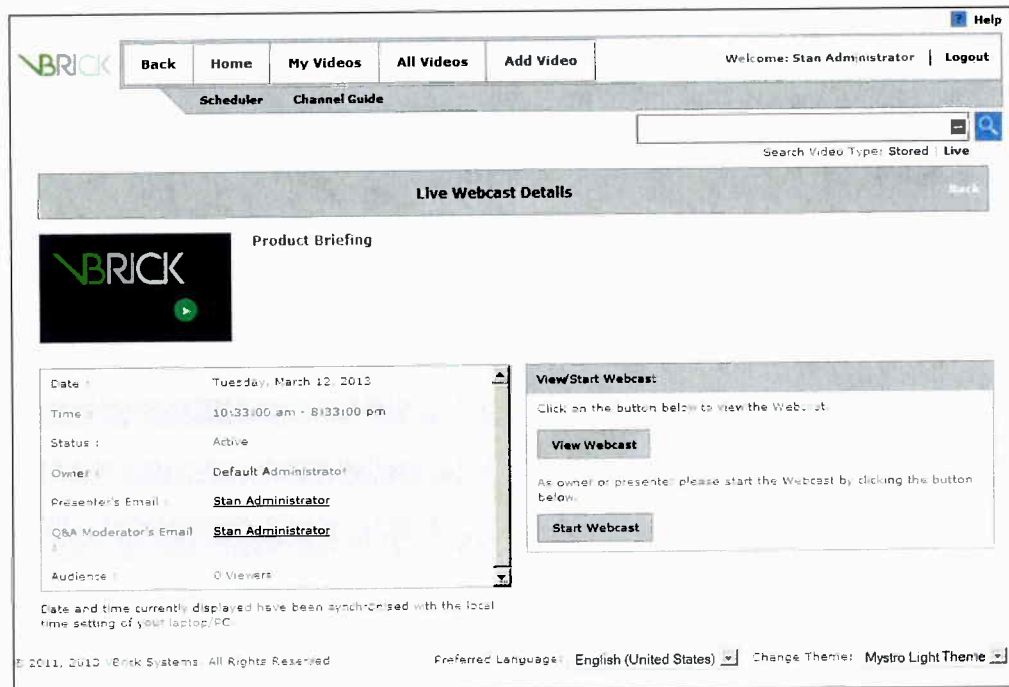 ? Help
VBRICK
Back Home My Videos All Videos Add Video Welcome: Stan Administrator | Logout
Scheduler Channel Guide
Search Video Type: Stored | Live
Live Webcast Details Back
VBRICK
Product Briefing
Date : Tuesday, March 12, 2013
Time : 10:33:00 am - 8:33:00 pm
Status : Active
Owner : Default Administrator
Presenter's Email : Stan Administrator
Q&A Moderator's Email : Stan Administrator
Audience : 0 Viewers
View/Start Webcast
Click on the button below to view the Webcast.
View Webcast
As owner or presenter please start the Webcast by clicking the button
below.
Start Webcast
Date and time currently displayed have been synchronised with the local
time setting of your laptop/PC.
© 2011, 2013 VBrick Systems. All Rights Reserved Preferred Language: English (United States) Change Theme: Mystro Light Theme